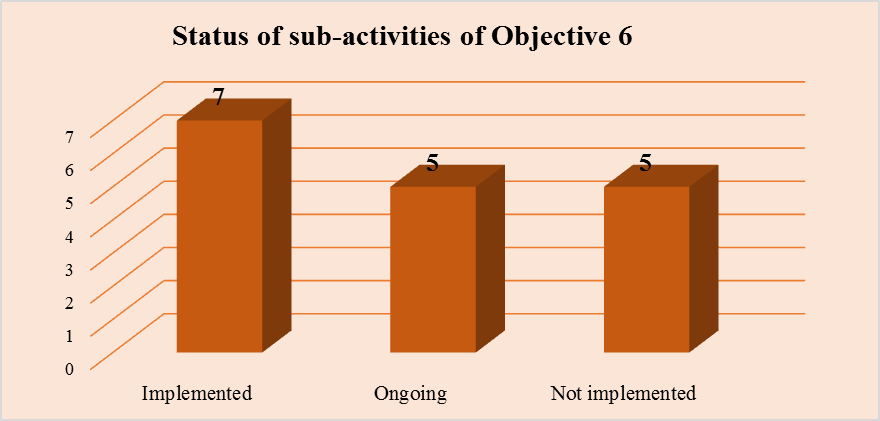 Status of sub-activities of Objective 6
7
5
5
7
6
5
4
3
2
1
0
Implemented
Ongoing
Not implemented